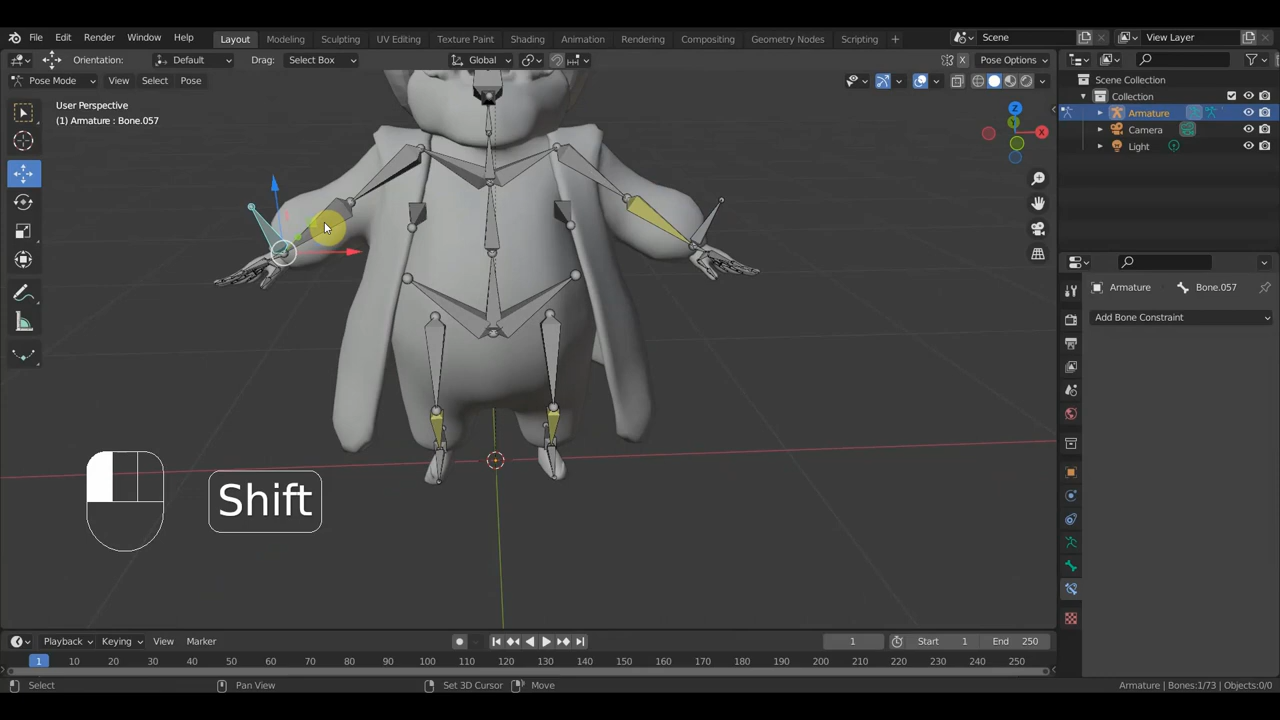 File Edit Render Window Help
Layout Modeling Sculpting UV Editing Texture Paint Shading Animation Rendering Compositing Geometry Nodes Scripting +
Scene
View Layer
Orientation: Default Drag: Select Box Global
X Pose Options
Pose Mode View Select Pose
User Perspective
(1) Armature : Bone.057
Scene Collection
Collection
Armature
Camera
Light
Z
Y
X
Armature Bone.057
Add Bone Constraint
Shift
Playback Keying View Marker
1 Start 1 End 250
1 10 20 30 40 50 60 70 80 90 100 110 120 130 140 150 160 170 180 190 200 210 220 230 240 250
Select Pan View Set 3D Cursor Move Armature | Bones:1/73 | Objects:0/0